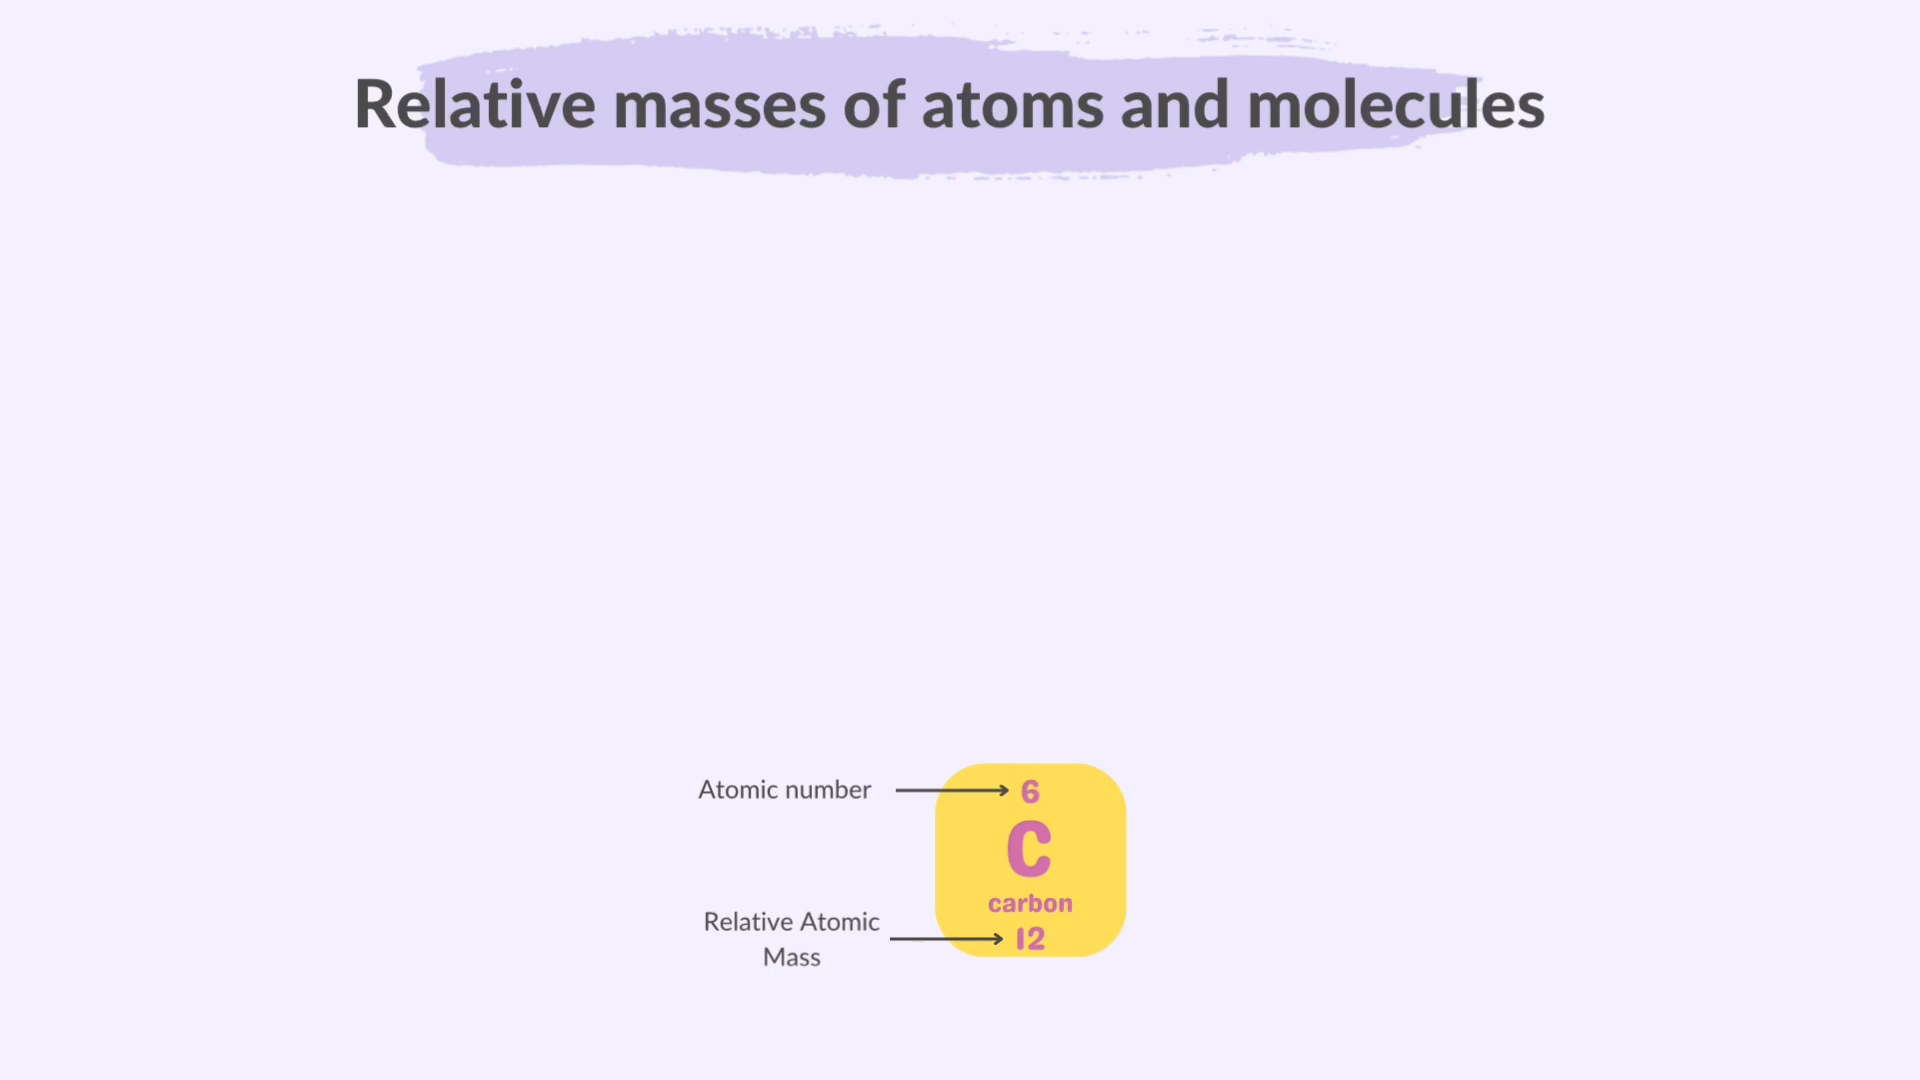 Relative masses of atoms and molecules
Atomic number
6
C
carbon
Relative Atomic
Mass
12